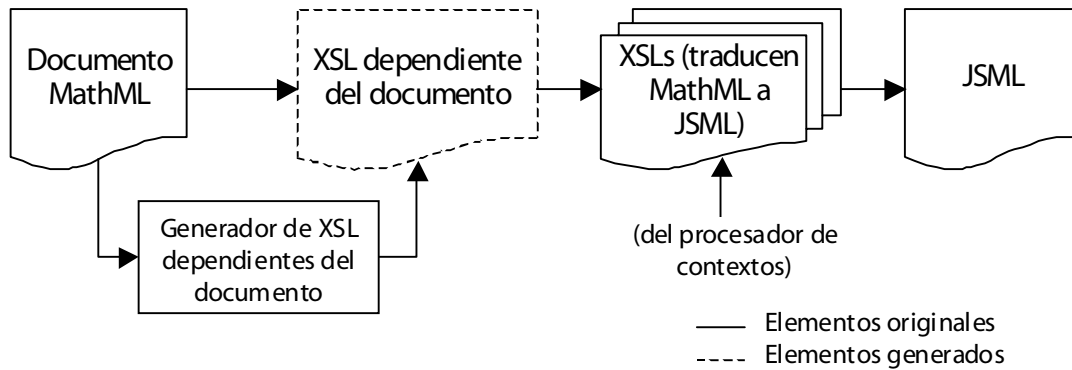 Documento
MathML
XSL dependiente
del documento
XSLs (traducen
MathML a
JSML)
JSML
Generador de XSL
dependientes del
documento
(del procesador de
contextos)
Elementos originales
Elementos generados